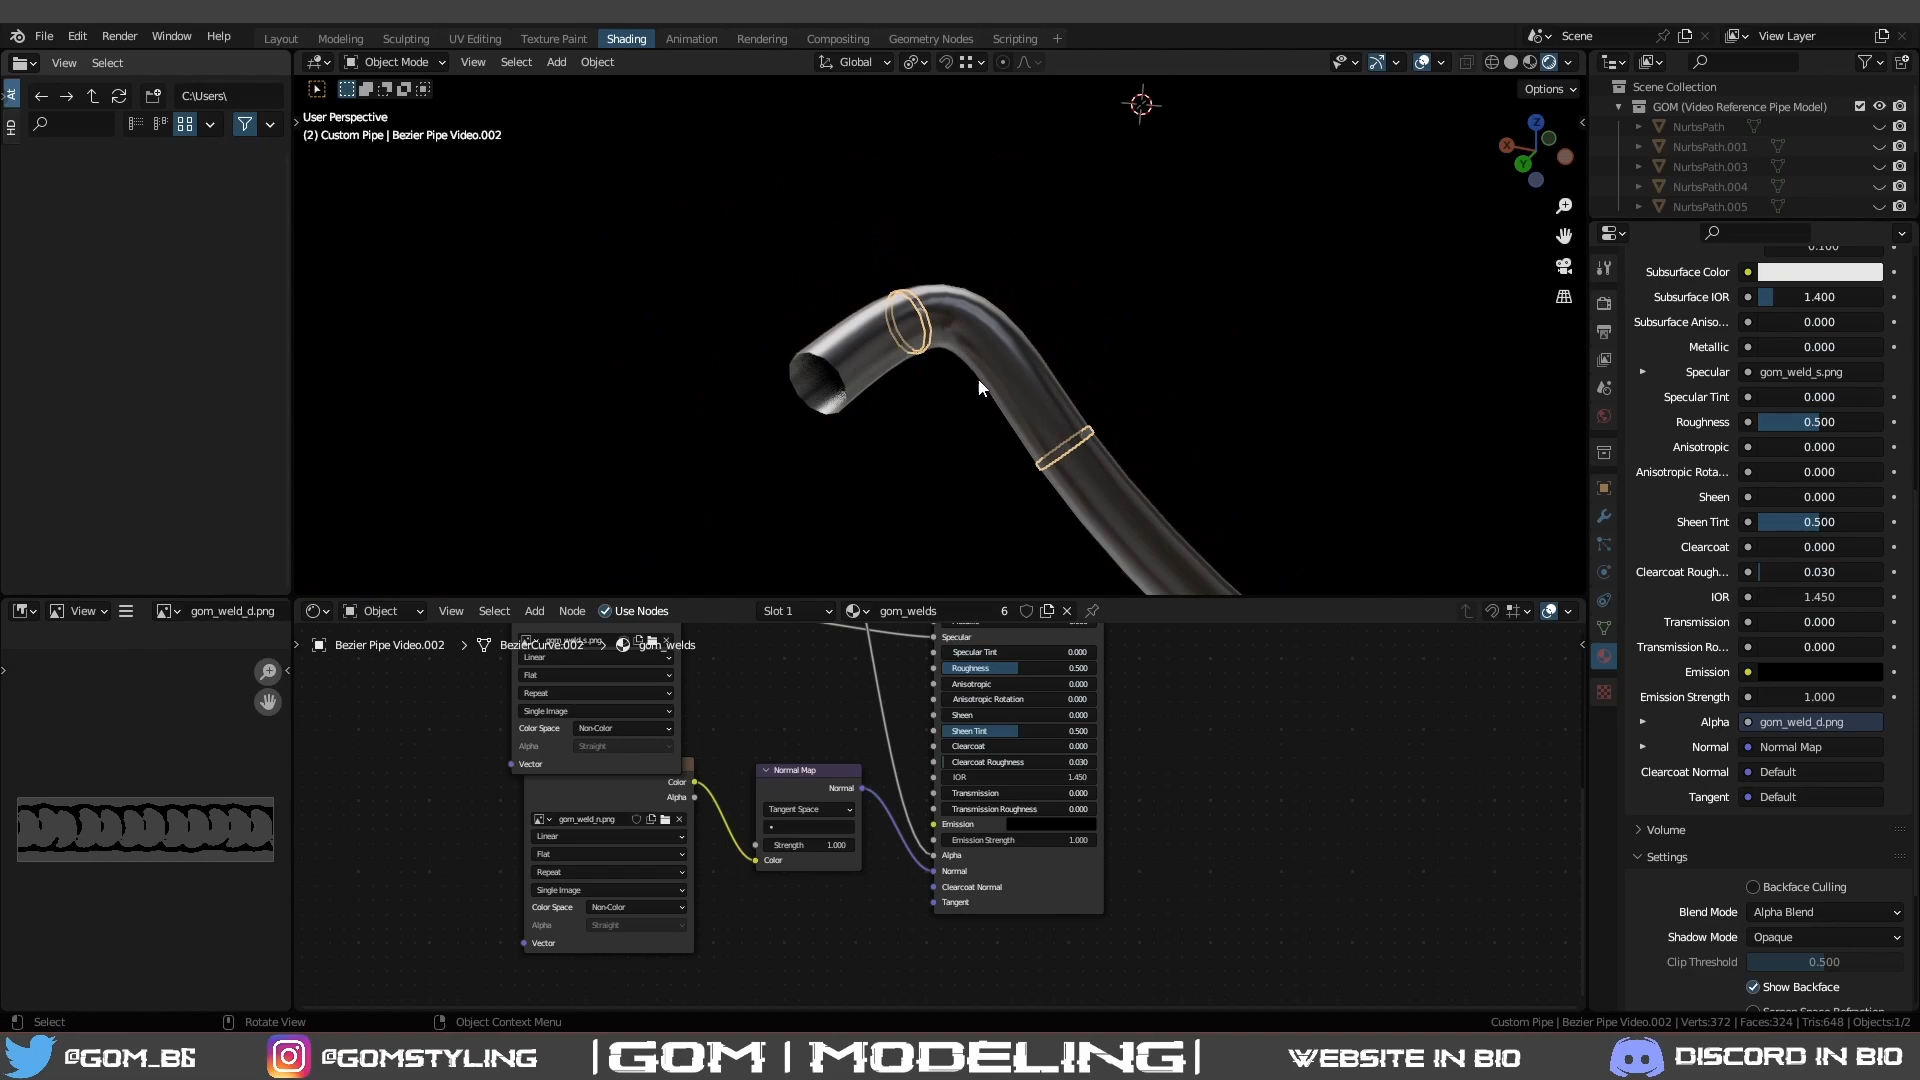 File Edit Render Window Help
Layout Modeling Sculpting UV Editing Texture Paint Shading Animation Rendering Compositing Geometry Nodes Scripting +
Scene
View Layer
View Select
Object Mode View Select Add Object
Global
C:\Users\
At
HD
Options
User Perspective
(2) Custom Pipe | Bezier Pipe Video.002
Z
X
Y
Scene Collection
GOM (Video Reference Pipe Model)
NurbsPath
NurbsPath.001
NurbsPath.003
NurbsPath.004
NurbsPath.005
0.100
Subsurface Color
Subsurface IOR 1.400
Subsurface Aniso... 0.000
Metallic 0.000
Specular gom_weld_s.png
Specular Tint 0.000
Roughness 0.500
Anisotropic 0.000
Anisotropic Rota... 0.000
Sheen 0.000
Sheen Tint 0.500
Clearcoat 0.000
Clearcoat Rough... 0.030
IOR 1.450
Transmission 0.000
Transmission Ro... 0.000
Emission
Emission Strength 1.000
Alpha gom_weld_d.png
Normal Normal Map
Clearcoat Normal Default
Tangent Default
Volume
Settings
Backface Culling
Blend Mode Alpha Blend
Shadow Mode Opaque
Clip Threshold 0.500
Show Backface
View gom_weld_d.png
Object View Select Add Node Use Nodes Slot 1 gom_welds 6
Bezier Pipe Video.002 > BezierCurve.002 > gom_welds
gom_weld_s.png
Linear
Flat
Repeat
Single Image
Color Space Non-Color
Alpha Straight
Vector
Color
Alpha
gom_weld_n.png
Linear
Flat
Repeat
Single Image
Color Space Non-Color
Alpha Straight
Vector
Normal Map
Normal
Tangent Space
Strength 1.000
Color
Specular
Specular Tint 0.000
Roughness 0.500
Anisotropic 0.000
Anisotropic Rotation 0.000
Sheen 0.000
Sheen Tint 0.500
Clearcoat 0.000
Clearcoat Roughness 0.030
IOR 1.450
Transmission 0.000
Transmission Roughness 0.000
Emission
Emission Strength 1.000
Alpha
Normal
Clearcoat Normal
Tangent
Select Rotate View Object Context Menu
Custom Pipe | Bezier Pipe Video.002 | Verts:372 | Faces:324 | Tris:648 | Objects:1/2
@GOM_B6 @GOMSTYLING |GOM | MODELING| WEBSITE IN BIO DISCORD IN BIO